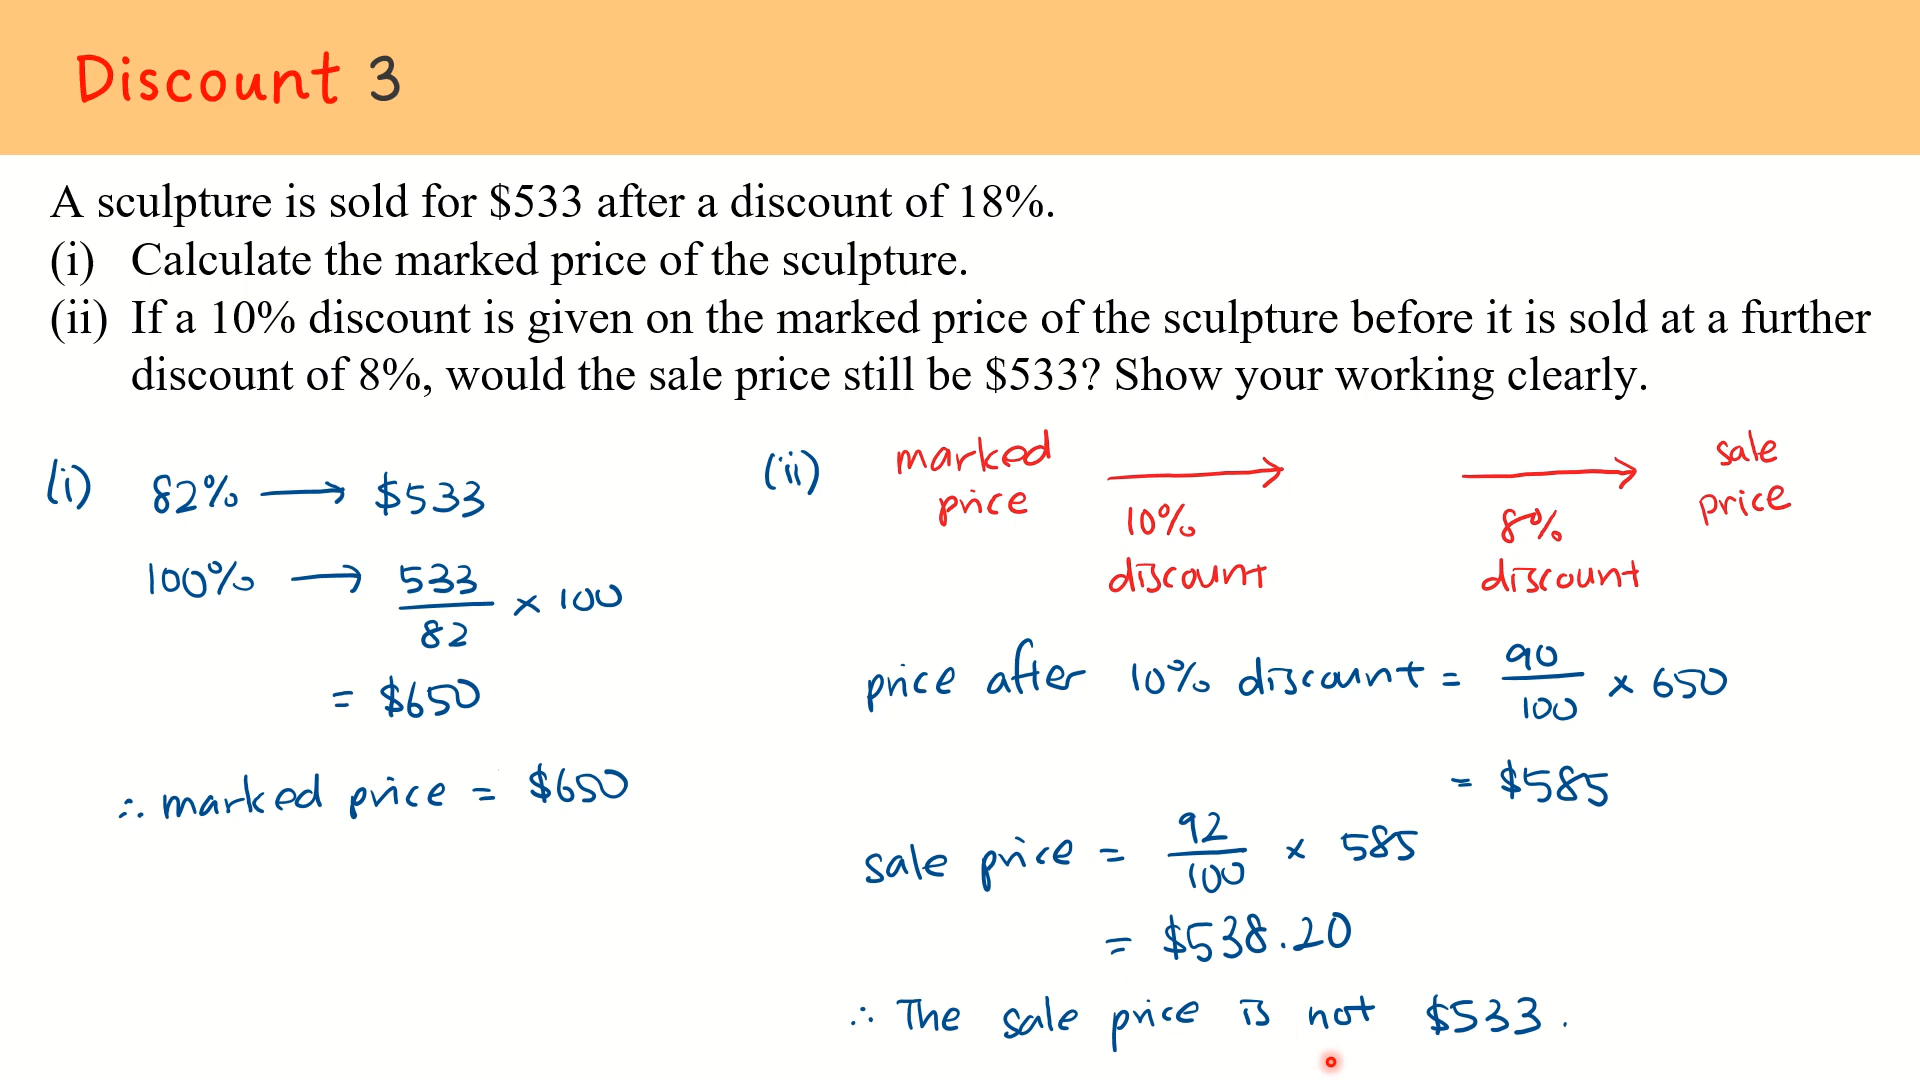 Discount 3
A sculpture is sold for $533 after a discount of 18%.
(i) Calculate the marked price of the sculpture.
(ii) If a 10% discount is given on the marked price of the sculpture before it is sold at a further
discount of 8%, would the sale price still be $533? Show your working clearly.
(i) 82% ⟶ $533
100% ⟶ 533/82 × 100
= $650
∴ marked price = $650
(ii) marked price ⟶ 10% discount ⟶ 8% discount sale price
price after 10% discount = 90/100 × 650
= $585
sale price = 92/100 × 585
= $538.20
∴ The sale price is not $533.